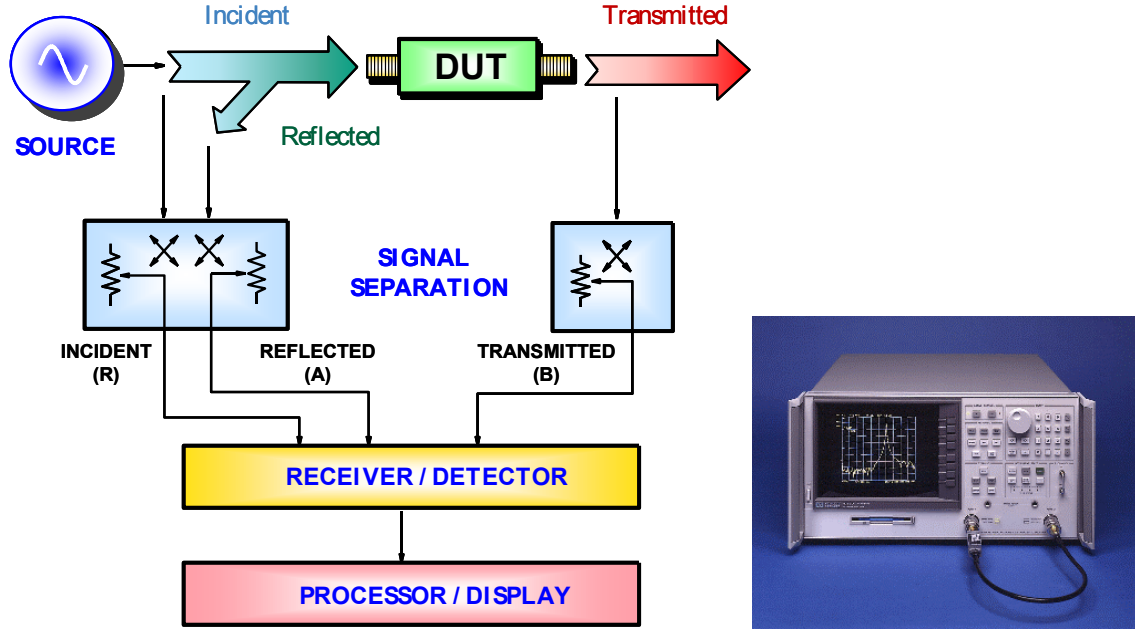 Incident
Transmitted
DUT
Reflected
SOURCE
SIGNAL
SEPARATION
INCIDENT
(R)
REFLECTED
(A)
TRANSMITTED
(B)
RECEIVER / DETECTOR
PROCESSOR / DISPLAY